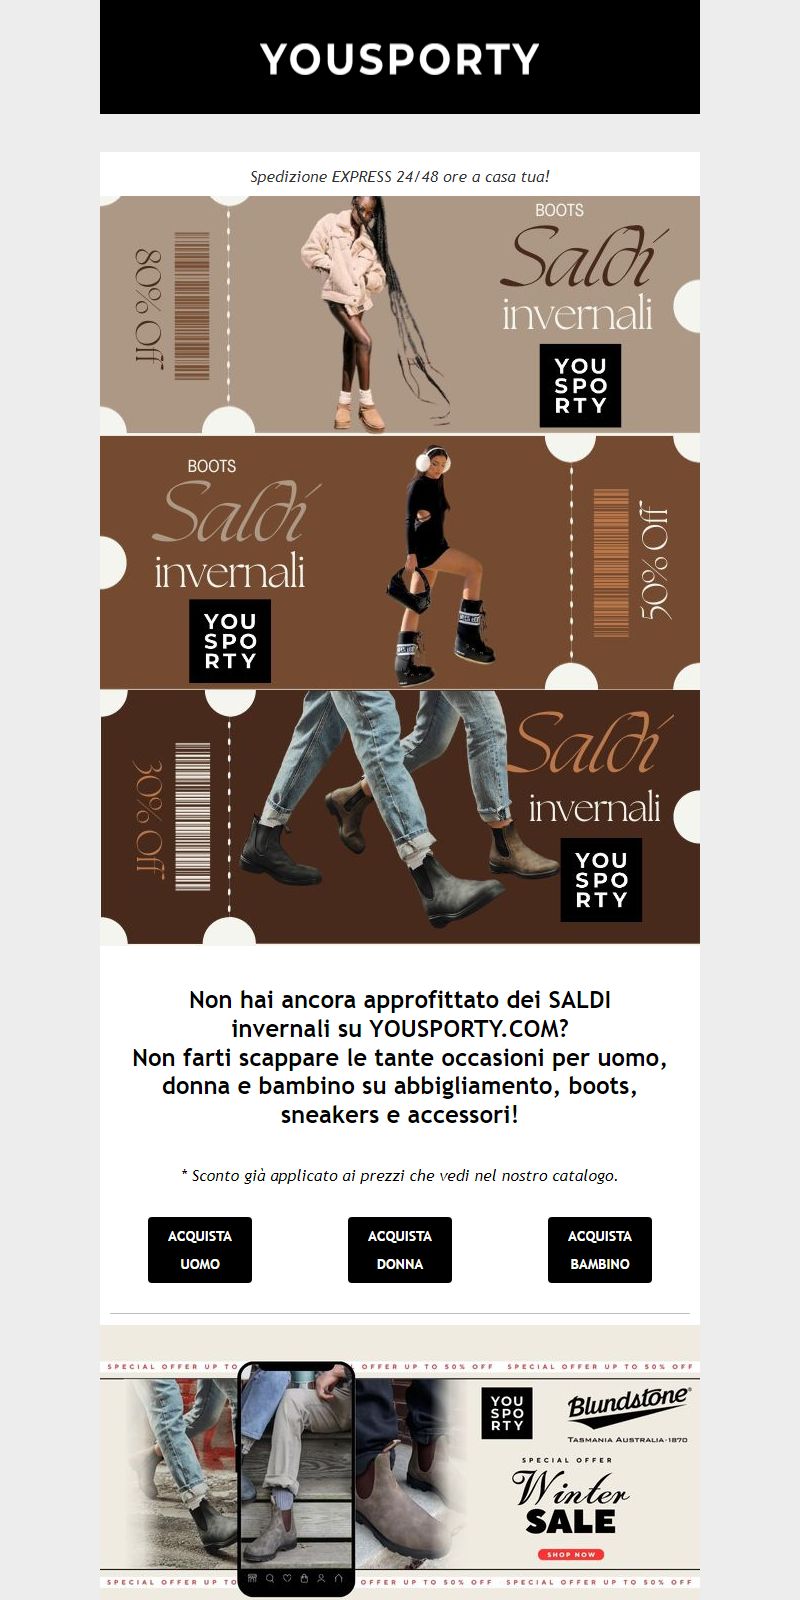 YOUSPORTY
Spedizione EXPRESS 24/48 ore a casa tua!
80% Off
BOOTS
Saldi
invernali
YOU
SPO
RTY
BOOTS
Saldi
invernali
YOU
SPO
RTY
50% Off
30% Off
Saldi
invernali
YOU
SPO
RTY
Non hai ancora approfittato dei SALDI
invernali su YOUSPORTY.COM?
Non farti scappare le tante occasioni per uomo,
donna e bambino su abbigliamento, boots,
sneakers e accessori!
* Sconto già applicato ai prezzi che vedi nel nostro catalogo.
ACQUISTA
UOMO
ACQUISTA
DONNA
ACQUISTA
BAMBINO
SPECIAL OFFER UP TO OFFER UP TO 50% OFF SPECIAL OFFER UP TO 50% OFF
YOU
SPO
RTY
Blundstone®
TASMANIA AUSTRALIA-1870
SPECIAL OFFER
Winter
SALE
SHOP NOW
SPECIAL OFFER UP TO OFFER UP TO 50% OFF SPECIAL OFFER UP TO 50% OFF